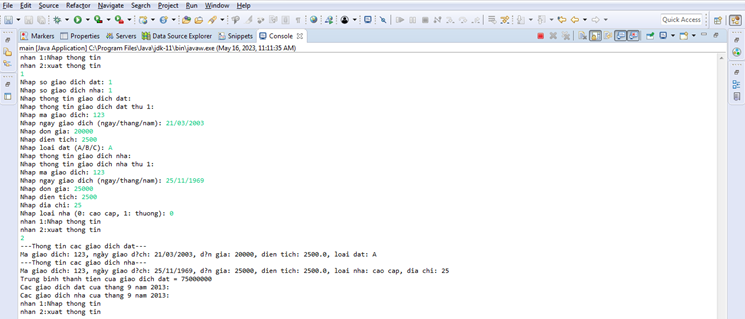 File Edit Source Refactor Navigate Search Project Run Window Help
Quick Access
Markers Properties Servers Data Source Explorer Snippets Console
main [Java Application] C:\Program Files\Java\jdk-11\bin\javaw.exe (May 16, 2023, 11:11:35 AM)
nhan 1:Nhap thong tin
nhan 2:xuat thong tin
1
Nhap so giao dich dat: 1
Nhap so giao dich nha: 1
Nhap thong tin giao dich dat:
Nhap thong tin giao dich dat thu 1:
Nhap ma giao dich: 123
Nhap ngay giao dich (ngay/thang/nam): 21/03/2003
Nhap don gia: 20000
Nhap dien tich: 2500
Nhap loai dat (A/B/C): A
Nhap thong tin giao dich nha:
Nhap thong tin giao dich nha thu 1:
Nhap ma giao dich: 123
Nhap ngay giao dich (ngay/thang/nam): 25/11/1969
Nhap don gia: 25000
Nhap dien tich: 2500
Nhap dia chi: 25
Nhap loai nha (0: cao cap, 1: thuong): 0
nhan 1:Nhap thong tin
nhan 2:xuat thong tin
2
---Thong tin cac giao dich dat---
Ma giao dich: 123, ngày giao d?ch: 21/03/2003, d?n gia: 20000, dien tich: 2500.0, loai dat: A
---Thong tin cac giao dich nha---
Ma giao dich: 123, ngày giao d?ch: 25/11/1969, d?n gia: 25000, dien tich: 2500.0, loai nha: cao cap, dia chi: 25
Trung binh thanh tien cua giao dich dat = 75000000
Cac giao dich dat cua thang 9 nam 2013:
Cac giao dich nha cua thang 9 nam 2013:
nhan 1:Nhap thong tin
nhan 2:xuat thong tin